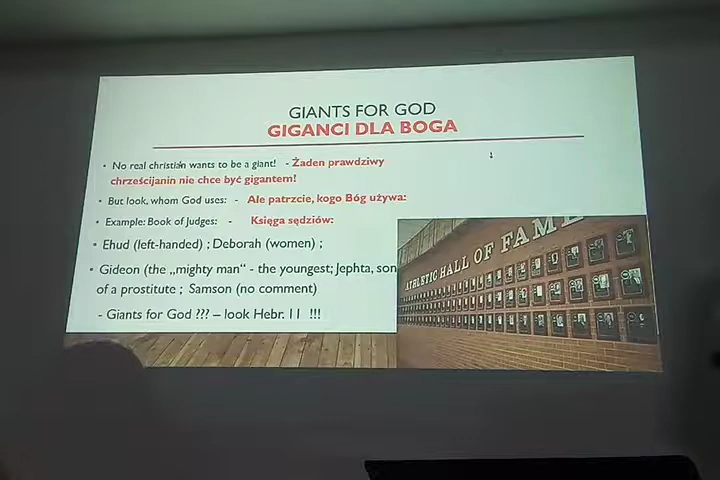 GIANTS FOR GOD
GIGANCI DLA BOGA
• No real christian wants to be a giant! - Żaden prawdziwy
chrześcijanin nie chce być gigantem!
• But look, whom God uses: - Ale patrzcie, kogo Bóg używa:
• Example: Book of Judges: - Księga sędziów:
• Ehud (left-handed) ; Deborah (women) ;
• Gideon (the „mighty man" - the youngest; Jephta, son
of a prostitute ; Samson (no comment)
- Giants for God ??? – look Hebr. 11 !!!
ATHLETIC HALL OF FAME